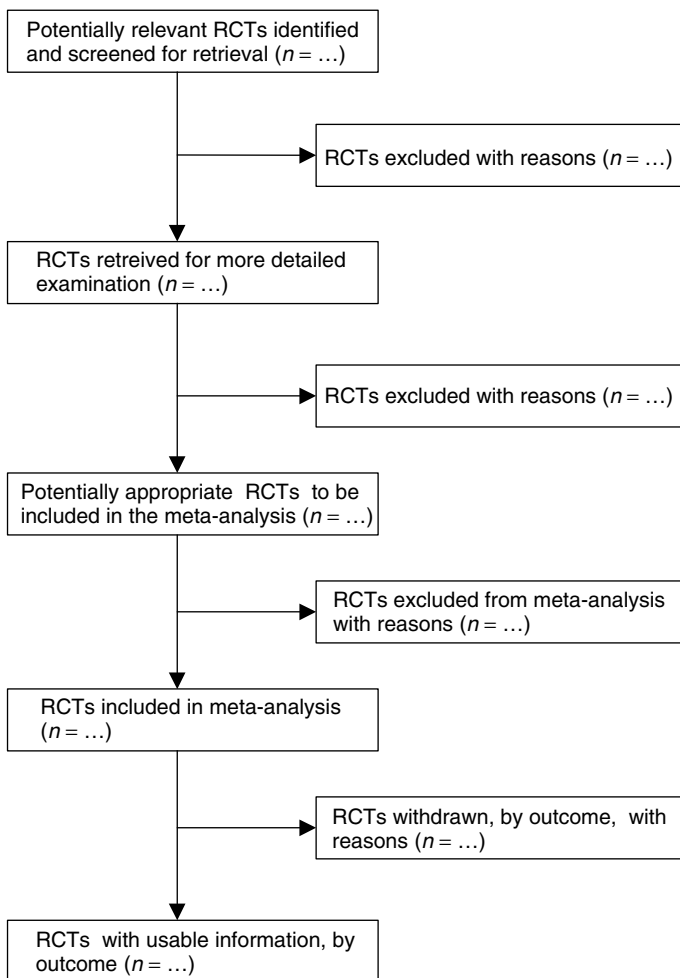 Potentially relevant RCTs identified
and screened for retrieval (n = …)
RCTs excluded with reasons (n = …)
RCTs retreived for more detailed
examination (n = …)
RCTs excluded with reasons (n = …)
Potentially appropriate RCTs to be
included in the meta-analysis (n = …)
RCTs excluded from meta-analysis
with reasons (n = …)
RCTs included in meta-analysis
(n = …)
RCTs withdrawn, by outcome, with
reasons (n = …)
RCTs with usable information, by
outcome (n = …)